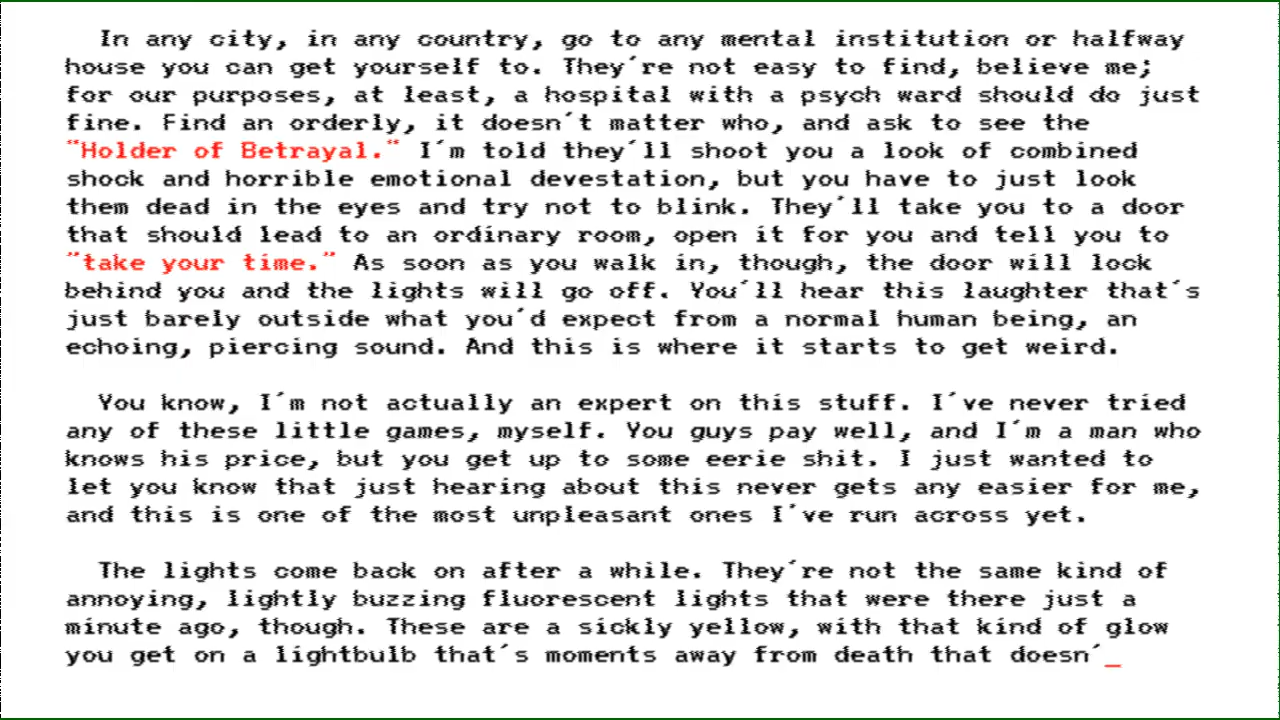 In any city, in any country, go to any mental institution or halfway
house you can get yourself to. They´re not easy to find, believe me;
for our purposes, at least, a hospital with a psych ward should do just
fine. Find an orderly, it doesn´t matter who, and ask to see the
"Holder of Betrayal." I´m told they´ll shoot you a look of combined
shock and horrible emotional devestation, but you have to just look
them dead in the eyes and try not to blink. They´ll take you to a door
that should lead to an ordinary room, open it for you and tell you to
"take your time." As soon as you walk in, though, the door will lock
behind you and the lights will go off. You´ll hear this laughter that´s
just barely outside what you´d expect from a normal human being, an
echoing, piercing sound. And this is where it starts to get weird.
You know, I´m not actually an expert on this stuff. I´ve never tried
any of these little games, myself. You guys pay well, and I´m a man who
knows his price, but you get up to some eerie shit. I just wanted to
let you know that just hearing about this never gets any easier for me,
and this is one of the most unpleasant ones I´ve run across yet.
The lights come back on after a while. They´re not the same kind of
annoying, lightly buzzing fluorescent lights that were there just a
minute ago, though. These are a sickly yellow, with that kind of glow
you get on a lightbulb that´s moments away from death that doesn´_